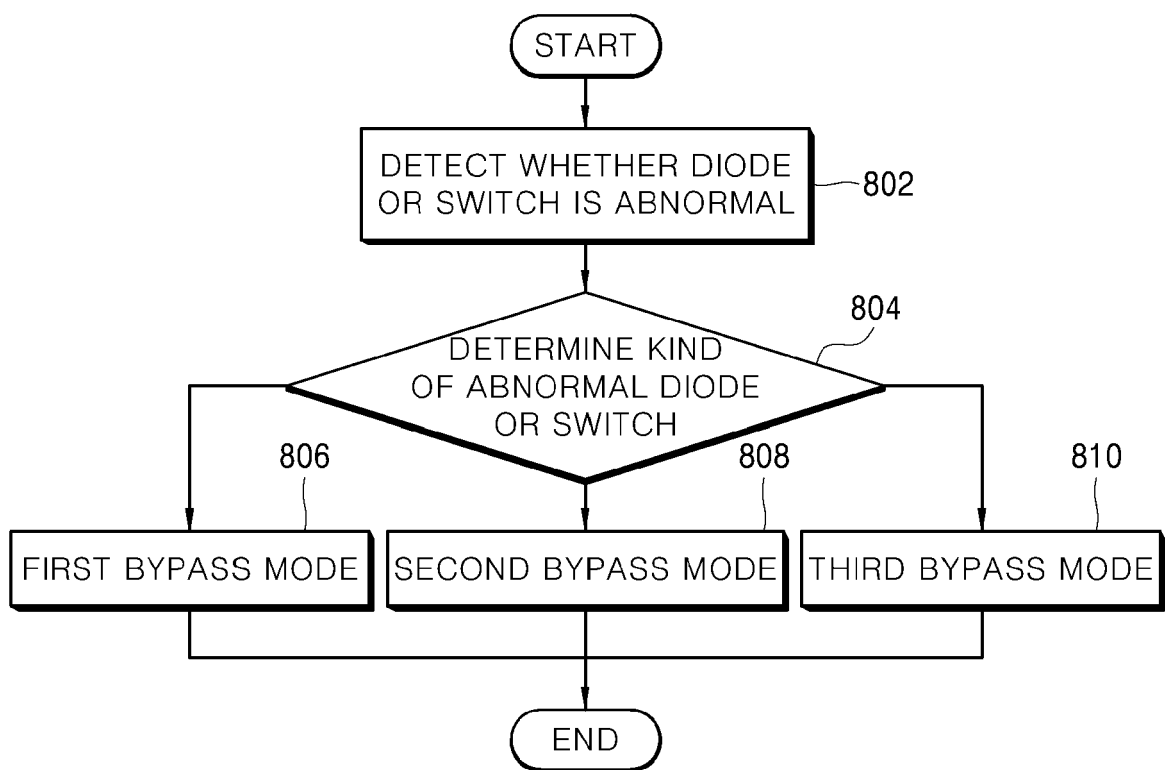 START
DETECT WHETHER DIODE
OR SWITCH IS ABNORMAL
802
804
DETERMINE KIND
OF ABNORMAL DIODE
OR SWITCH
806
808
810
FIRST BYPASS MODE
SECOND BYPASS MODE
THIRD BYPASS MODE
END